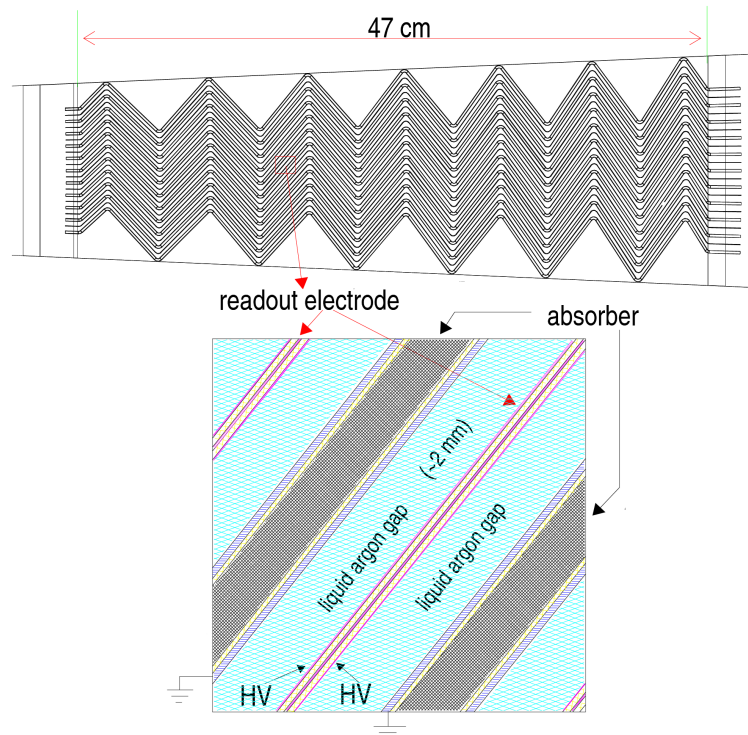 47 cm
readout electrode
absorber
(~2 mm)
liquid argon gap
liquid argon gap
HV
HV